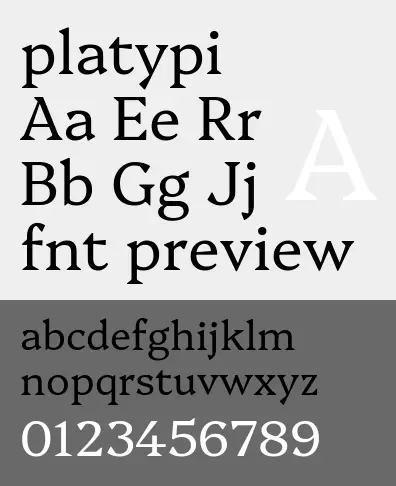 platypi
Aa Ee Rr
A
Bb Gg Jj
fnt preview
abcdefghijklm
nopqrstuvwxyz
0123456789